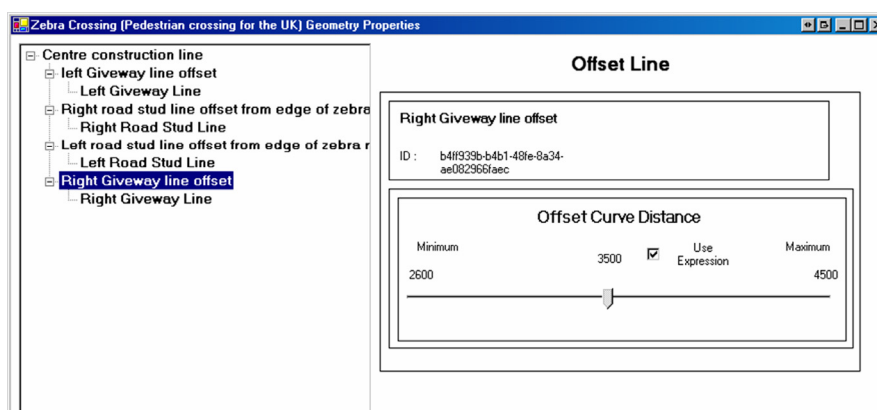 Zebra Crossing (Pedestrian crossing for the UK) Geometry Properties
Centre construction line
left Giveway line offset
Left Giveway Line
Right road stud line offset from edge of zebra
Right Road Stud Line
Left road stud line offset from edge of zebra r
Left Road Stud Line
Right Giveway line offset
Right Giveway Line
Offset Line
Right Giveway line offset
ID : b4ff939b-b4b1-48fe-8a34-
ae082966faec
Offset Curve Distance
Minimum
3500
Use
Expression
Maximum
2600
4500